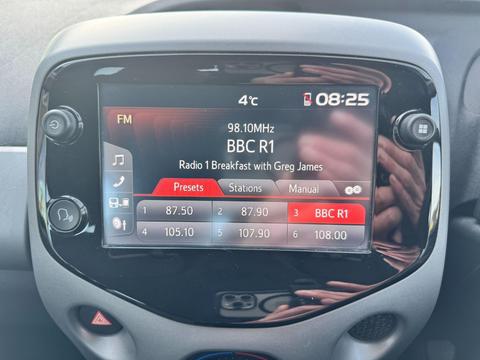 4°C 08:25
FM
98.10MHz
BBC R1
Radio 1 Breakfast with Greg James
Presets Stations Manual
1 87.50 2 87.90 3 BBC R1
4 105.10 5 107.90 6 108.00